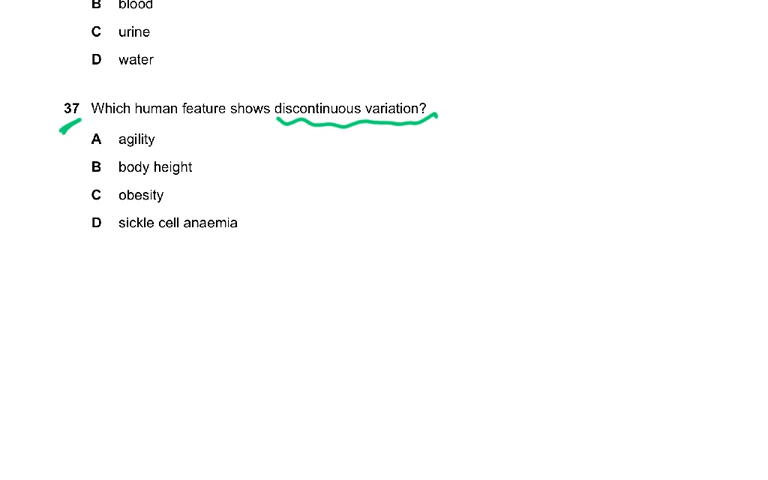 B blood
C urine
D water
37 Which human feature shows discontinuous variation?
A agility
B body height
C obesity
D sickle cell anaemia